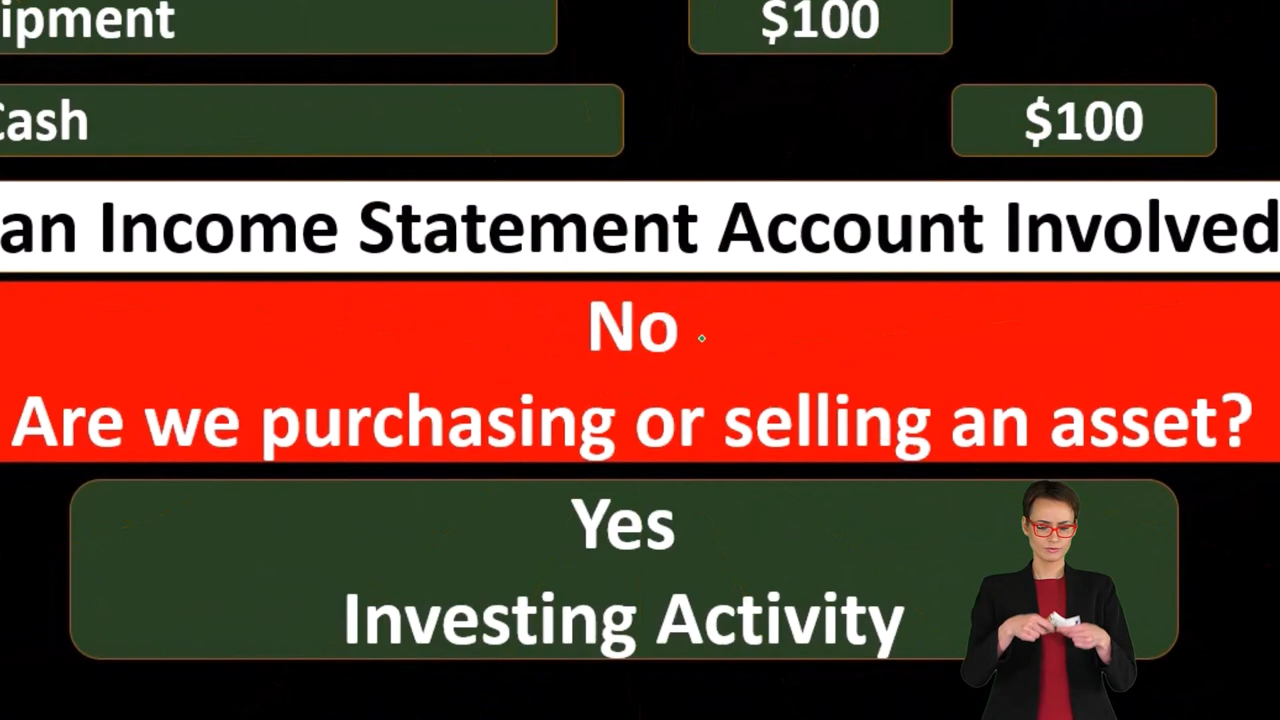 ipment $100
Cash $100
an Income Statement Account Involved
No
Are we purchasing or selling an asset?
Yes
Investing Activity